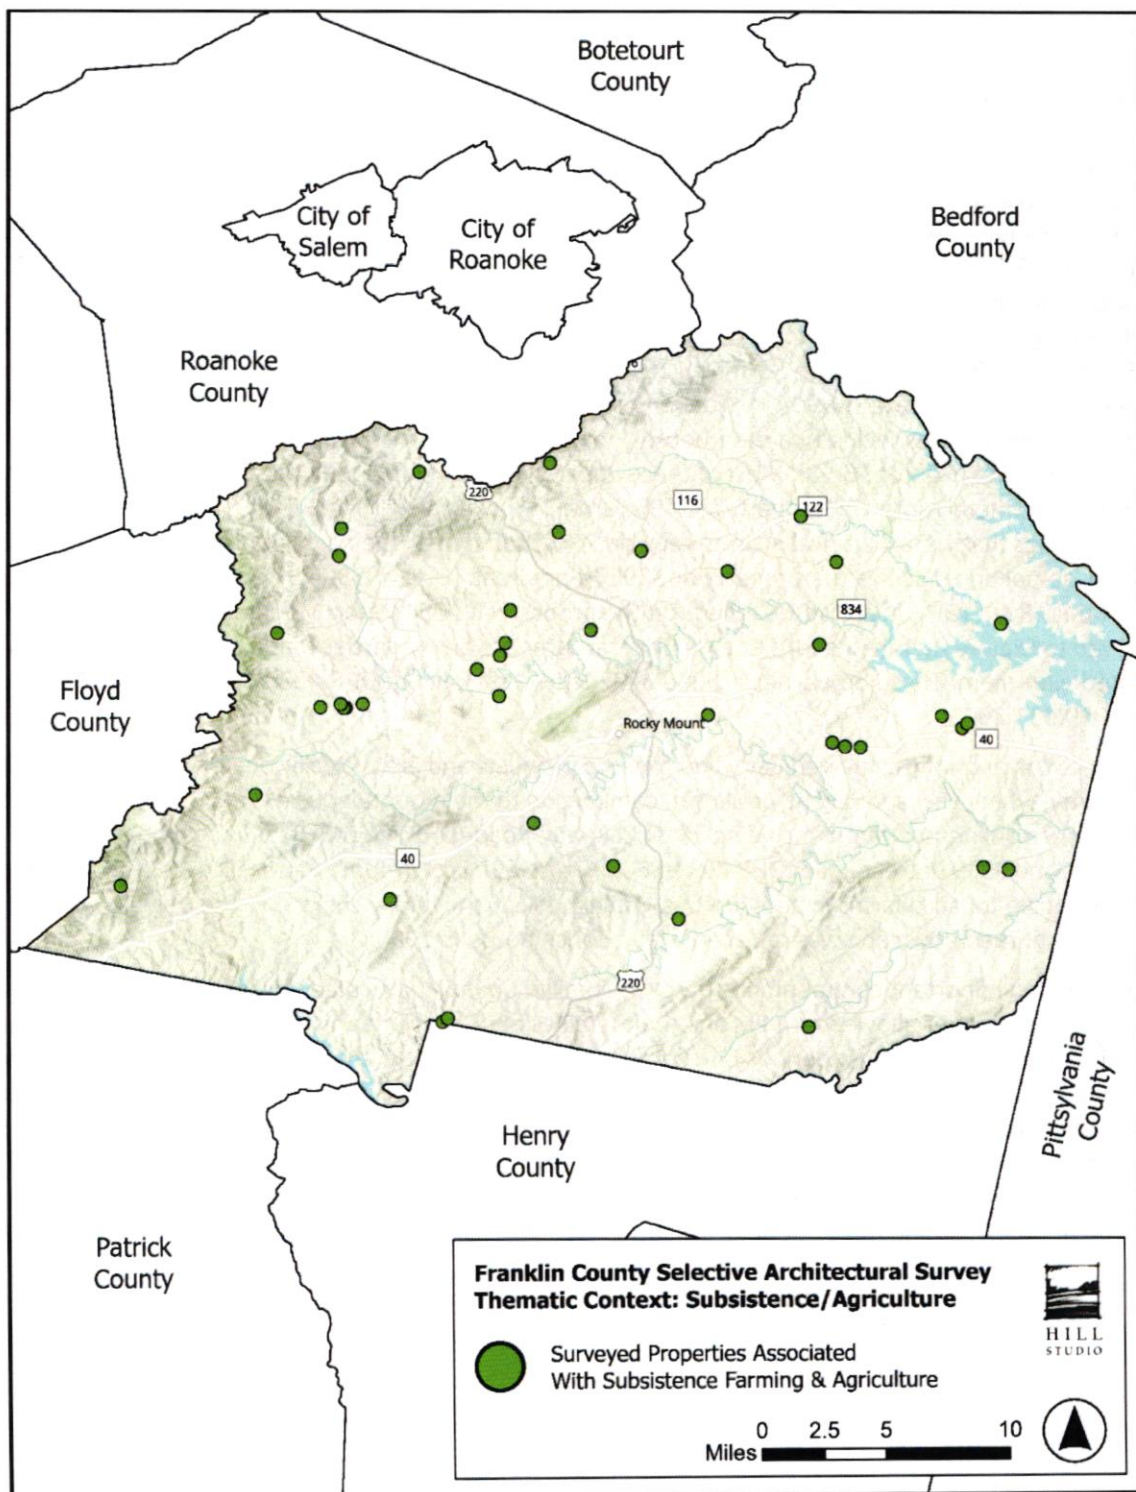 Botetourt
County
City of
Salem
City of
Roanoke
Bedford
County
Roanoke
County
220
116
122
834
Floyd
County
Rocky Mount
40
40
220
Pittsylvania
County
Henry
County
Patrick
County
Franklin County Selective Architectural Survey
Thematic Context: Subsistence/Agriculture
HILL
STUDIO
Surveyed Properties Associated
With Subsistence Farming & Agriculture
0 2.5 5 10
Miles